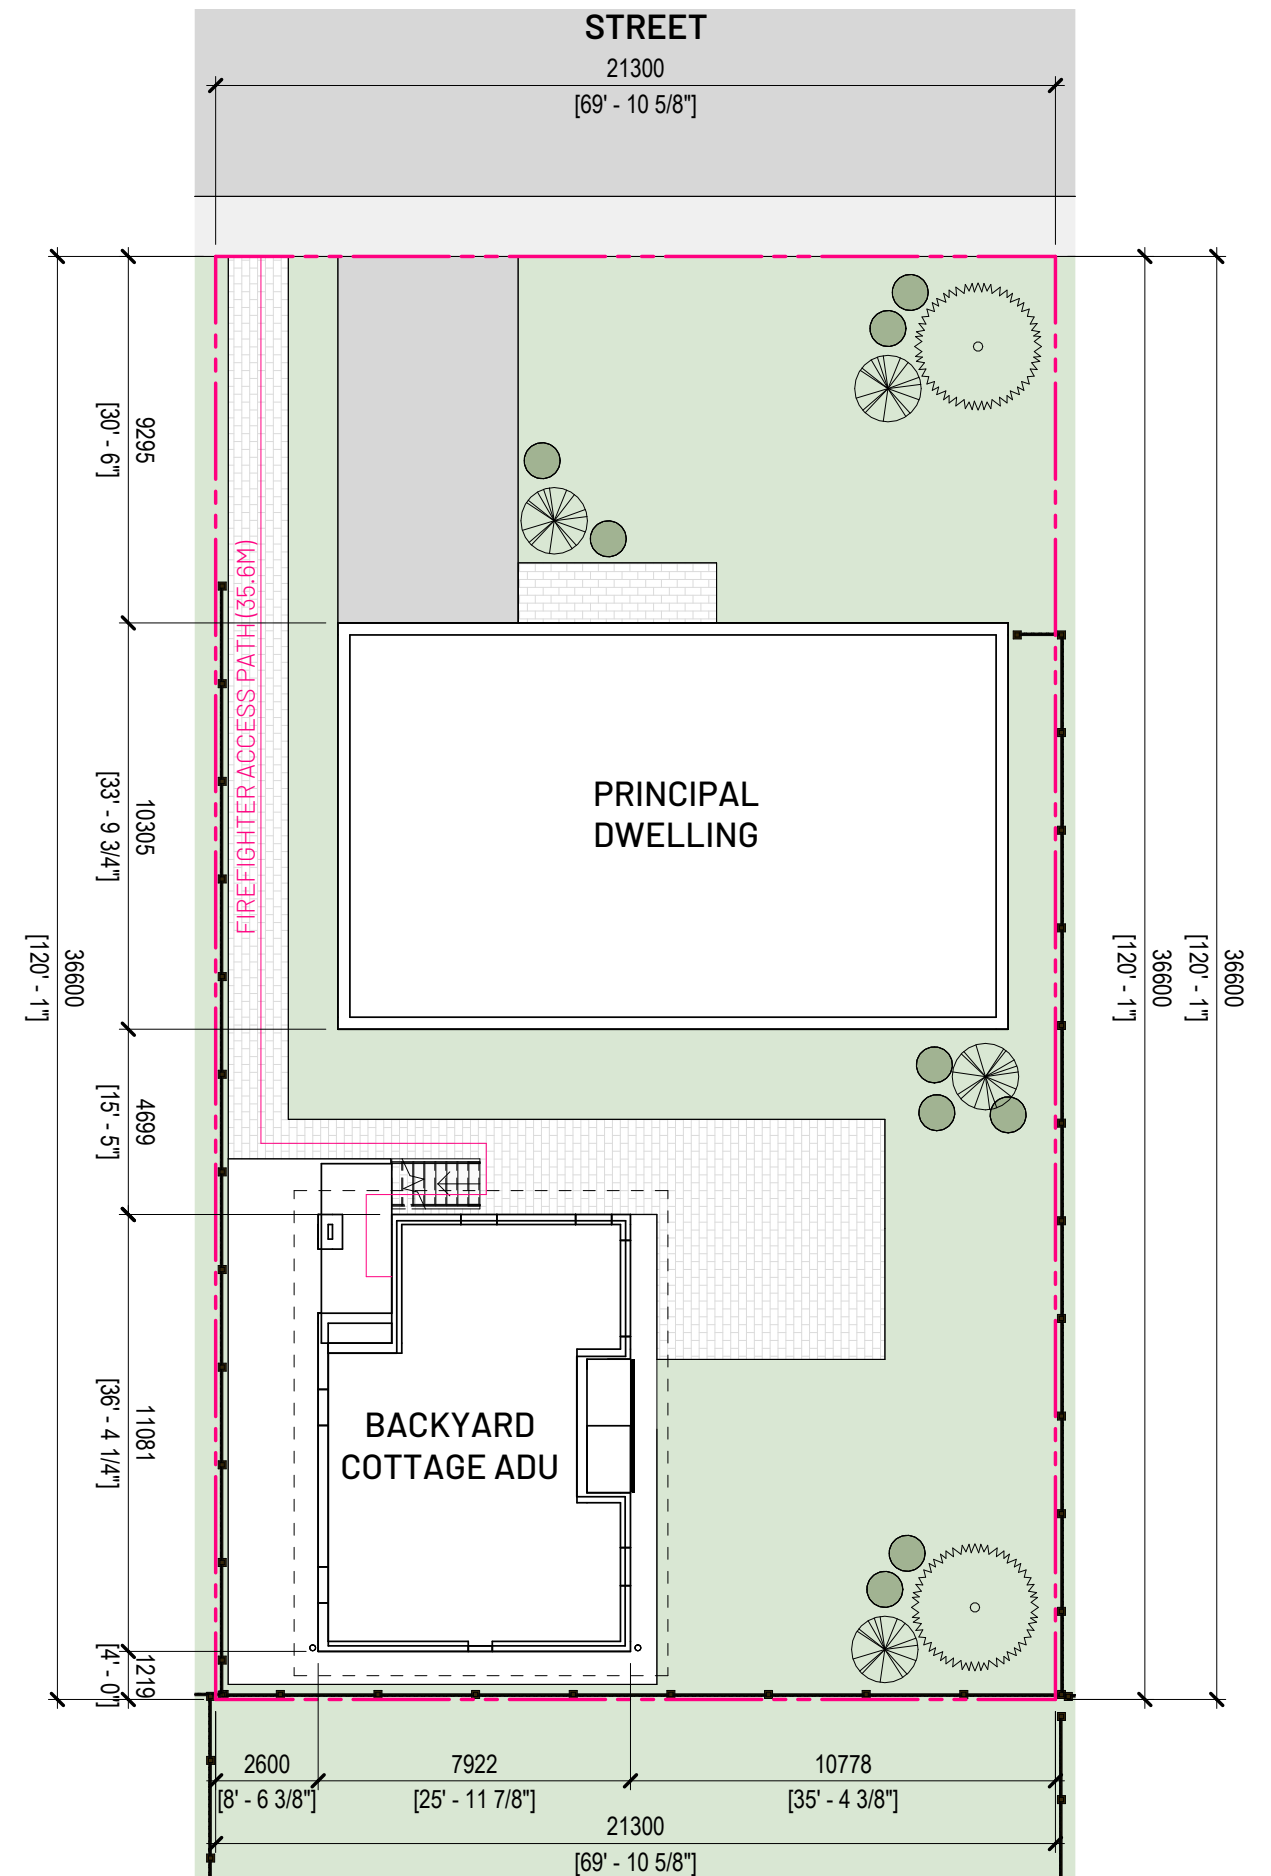 STREET
21300
[69' - 10 5/8"]
9295
[30' - 6"]
FIREFIGHTER ACCESS PATH (35.6M)
10305
[33' - 9 3/4"]
PRINCIPAL
DWELLING
36600
[120' - 1"]
36600
[120' - 1"]
36600
[120' - 1"]
4699
[15' - 5"]
11081
[36' - 4 1/4"]
BACKYARD
COTTAGE ADU
1219
[4' - 0"]
2600
[8' - 6 3/8"]
7922
[25' - 11 7/8"]
10778
[35' - 4 3/8"]
21300
[69' - 10 5/8"]